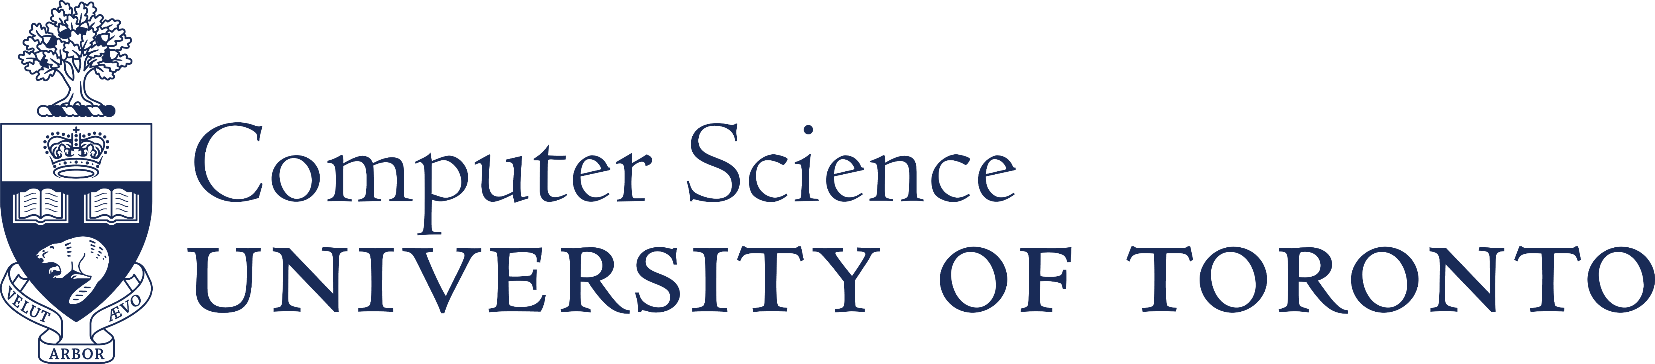 Computer Science
UNIVERSITY OF TORONTO
VELUT ARBOR ÆVO